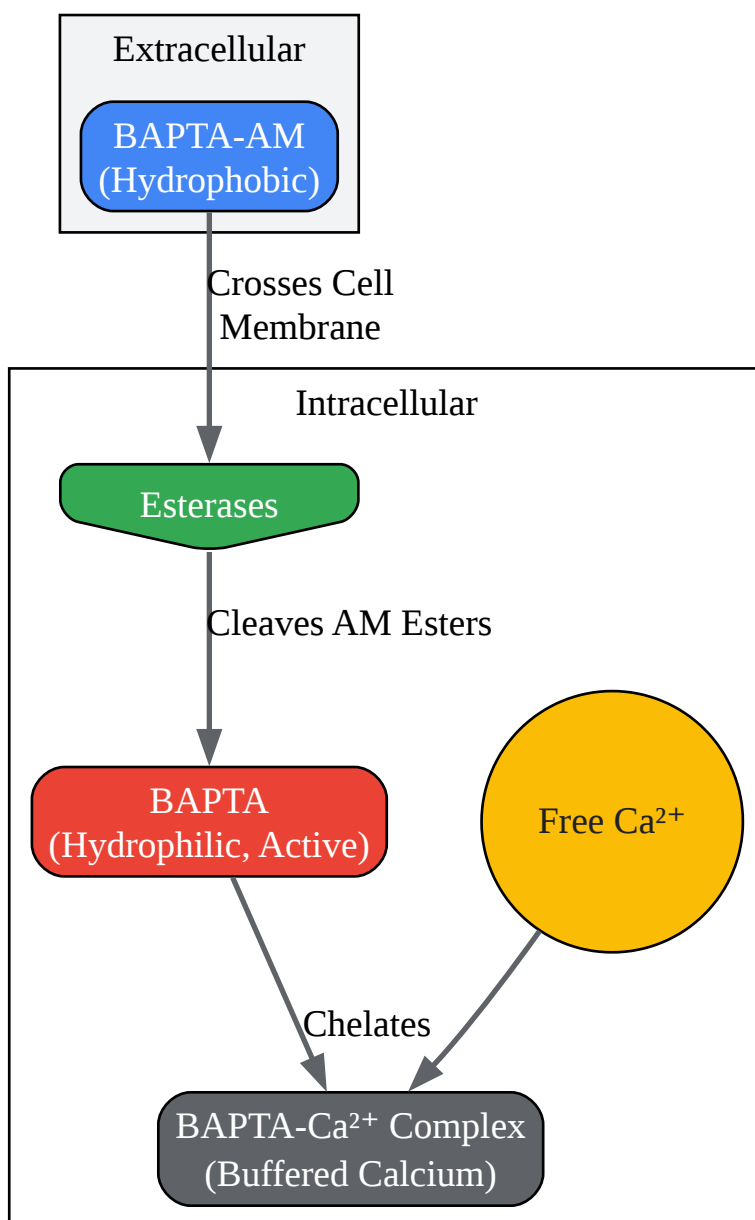 Extracellular
BAPTA-AM
(Hydrophobic)
Crosses Cell
Membrane
Intracellular
Esterases
Cleaves AM Esters
BAPTA
(Hydrophilic, Active)
Free Ca²⁺
Chelates
BAPTA-Ca²⁺ Complex
(Buffered Calcium)